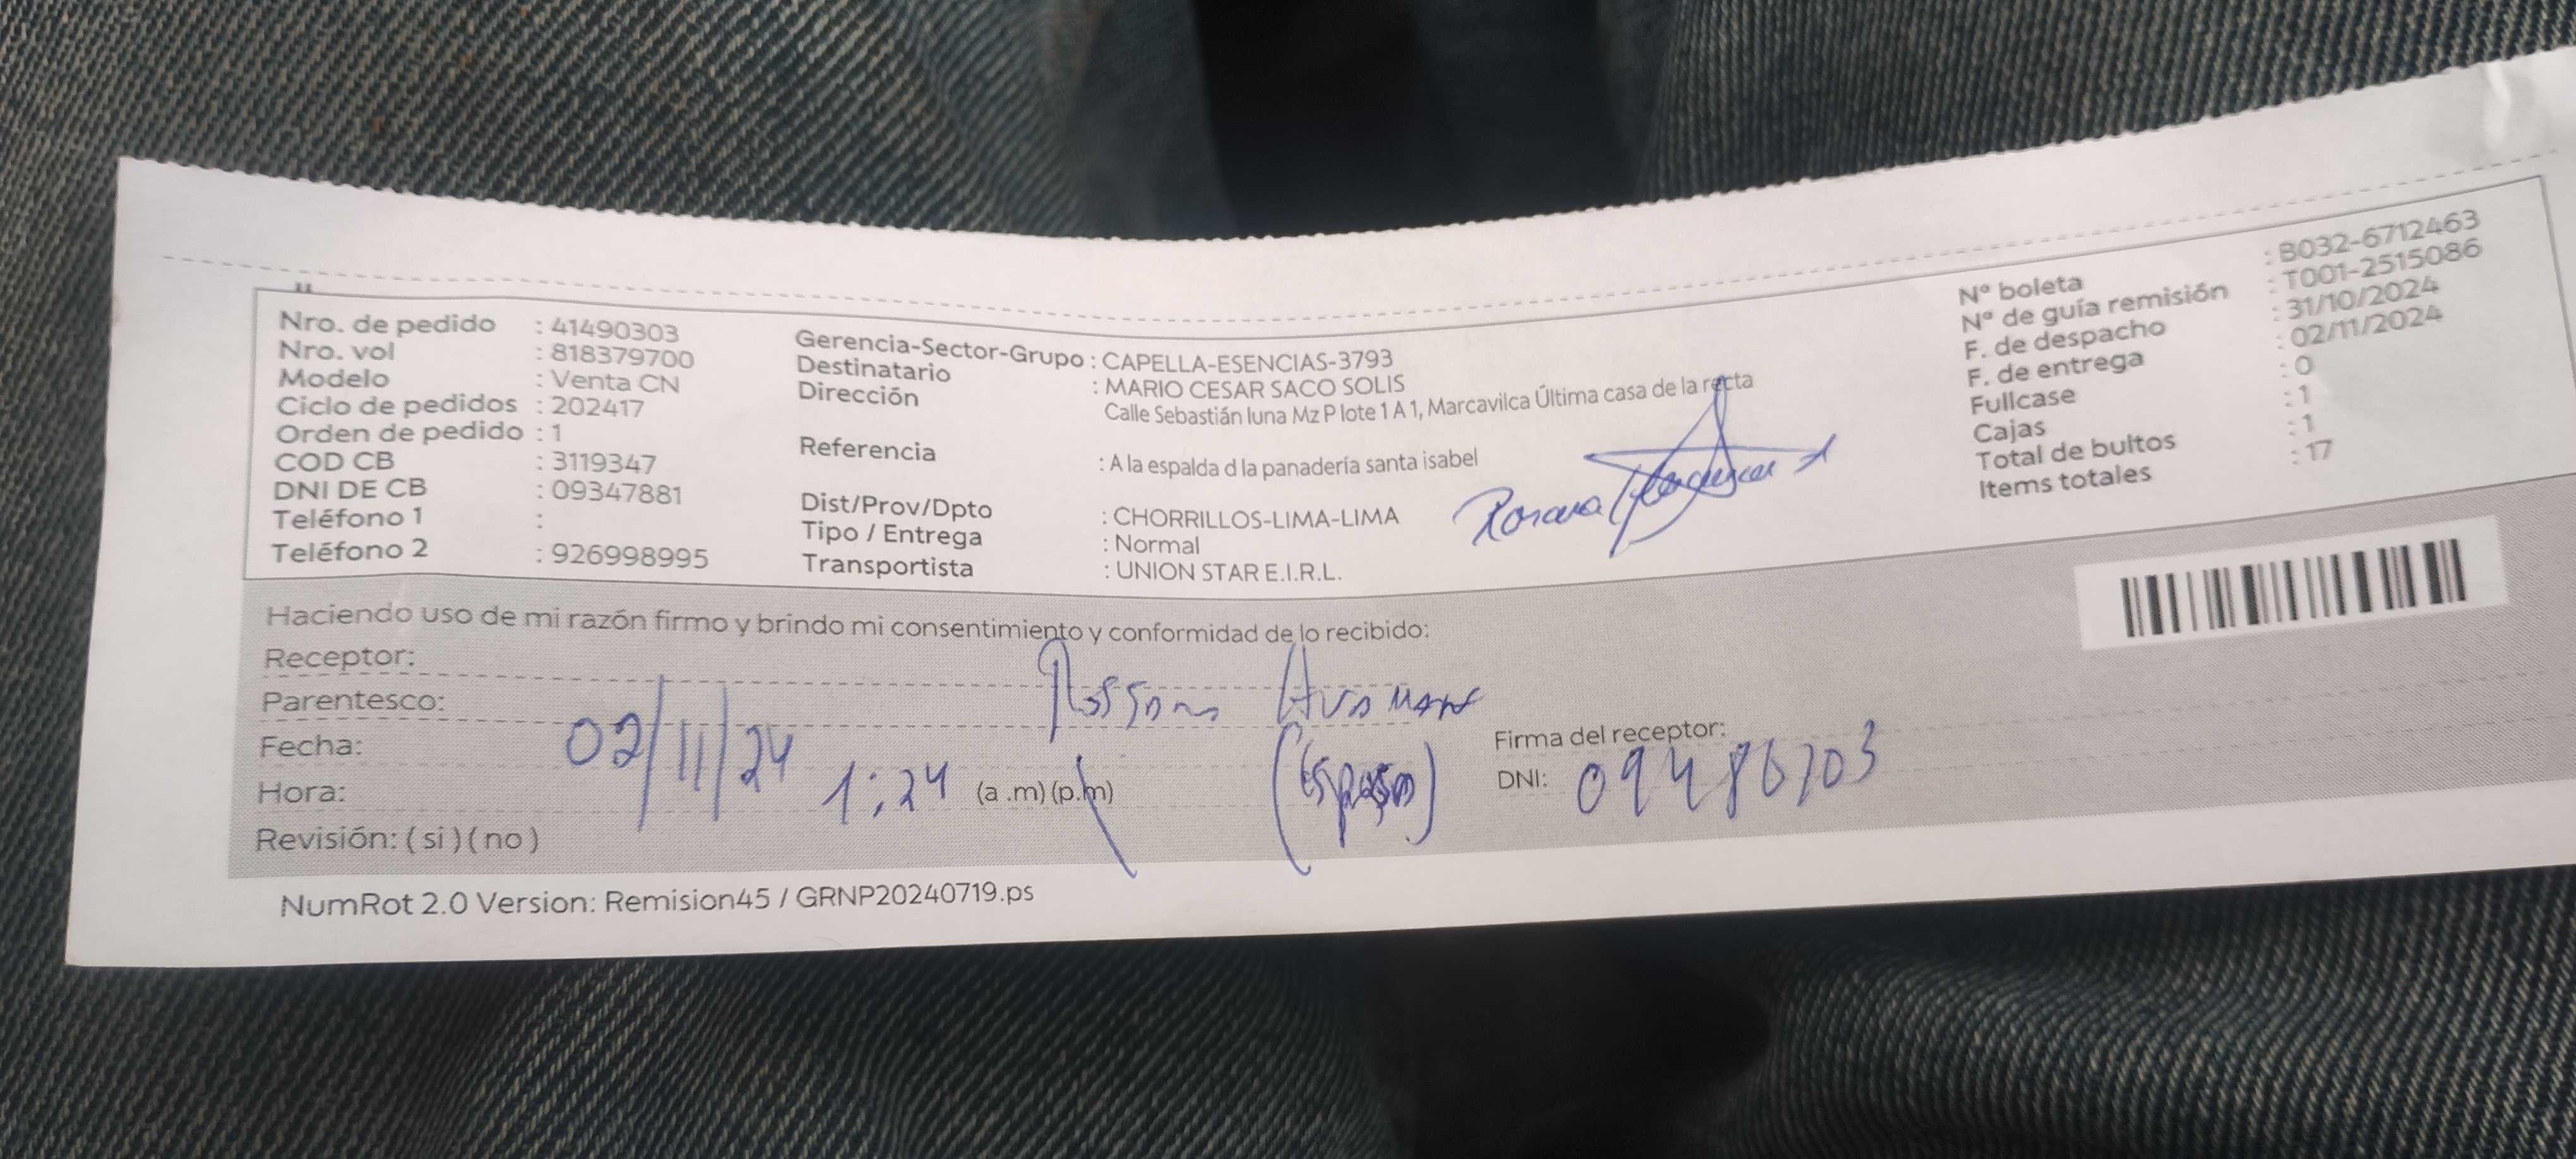 Nro. de pedido : 41490303
Nro. vol : 818379700
Modelo : Venta CN
Ciclo de pedidos : 202417
Orden de pedido : 1
COD CB : 3119347
DNI DE CB : 09347881
Teléfono 1 :
Teléfono 2 : 926998995
Gerencia-Sector-Grupo : CAPELLA-ESENCIAS-3793
Destinatario : MARIO CESAR SACO SOLIS
Dirección Calle Sebastián luna Mz P lote 1 A 1, Marcavilca Última casa de la recta
Referencia : A la espalda d la panadería santa isabel
Dist/Prov/Dpto : CHORRILLOS-LIMA-LIMA
Tipo / Entrega : Normal
Transportista : UNION STAR E.I.R.L.
Nº boleta : B032-6712463
Nº de guía remisión : T001-2515086
F. de despacho : 31/10/2024
F. de entrega : 02/11/2024
Fullcase : 0
Cajas : 1
Total de bultos : 1
Items totales : 17
Haciendo uso de mi razón firmo y brindo mi consentimiento y conformidad de lo recibido:
Receptor:
Parentesco: (Esposa)
Fecha: 02/11/24
Hora: 1:24 (a .m) (p.m)
Revisión: ( si ) ( no )
Firma del receptor:
DNI: 09486703
NumRot 2.0 Version: Remision45 / GRNP20240719.ps